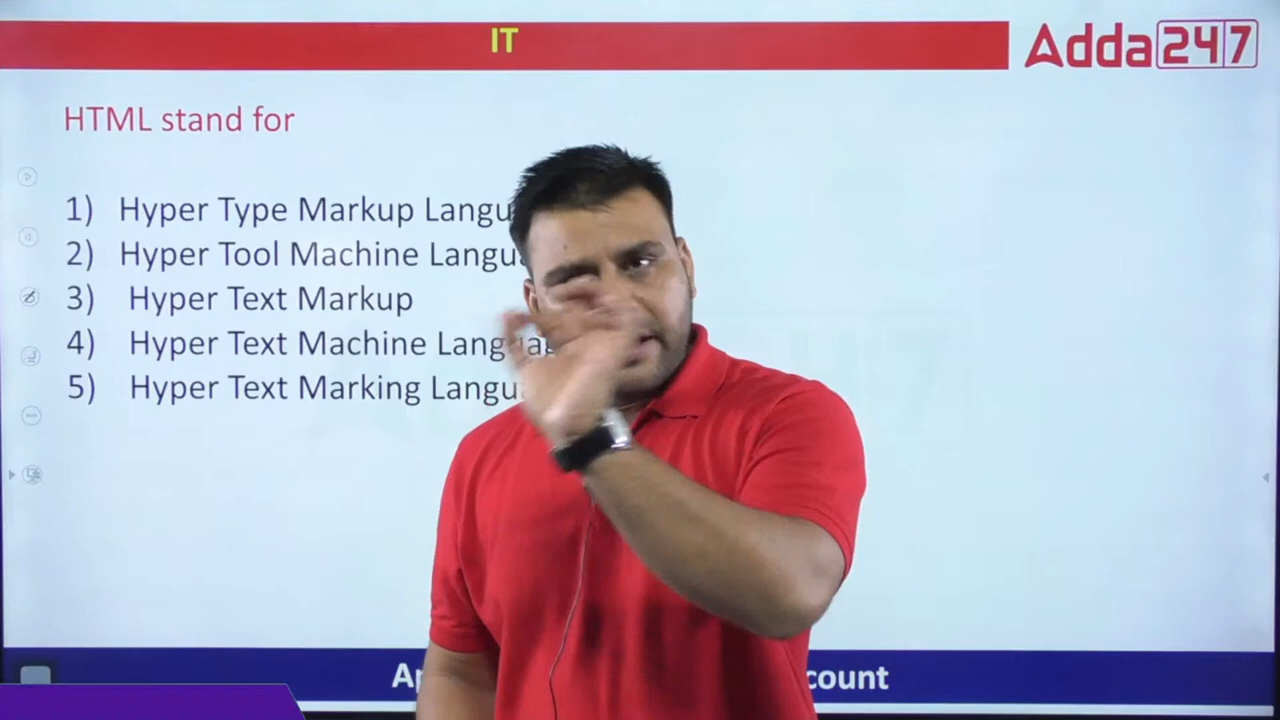 IT
Adda247
HTML stand for
1) Hyper Type Markup
2) Hyper Tool Machine
3) Hyper Text Markup
4) Hyper Text Machine
5) Hyper Text Marking